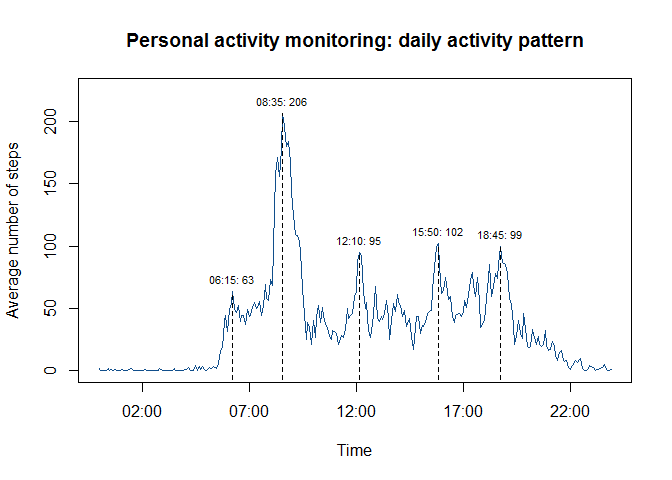 Personal activity monitoring: daily activity pattern
08:35: 206
200
150
15:50: 102
18:45: 99
12:10: 95
100
06:15: 63
50
0
Average number of steps
02:00 07:00 12:00 17:00 22:00
Time